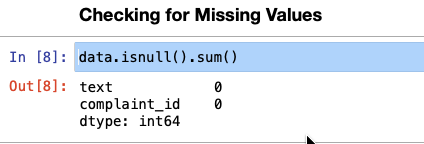 Checking for Missing Values
In [8]: data.isnull().sum()
Out[8]: text 0
complaint_id 0
dtype: int64